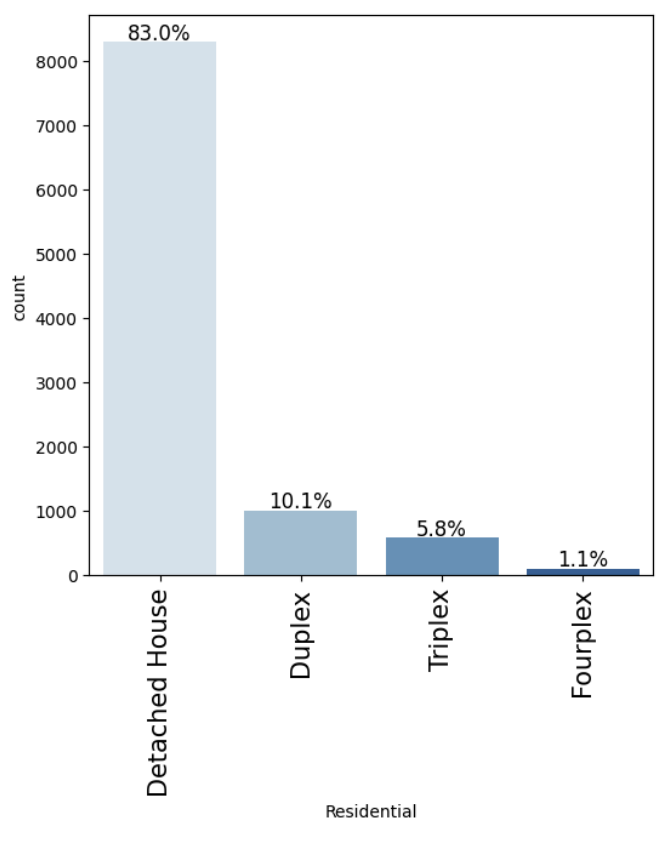 83.0%
8000
7000
6000
5000
4000
3000
2000
1000
0
count
10.1%
5.8%
1.1%
Detached House
Duplex
Triplex
Fourplex
Residential